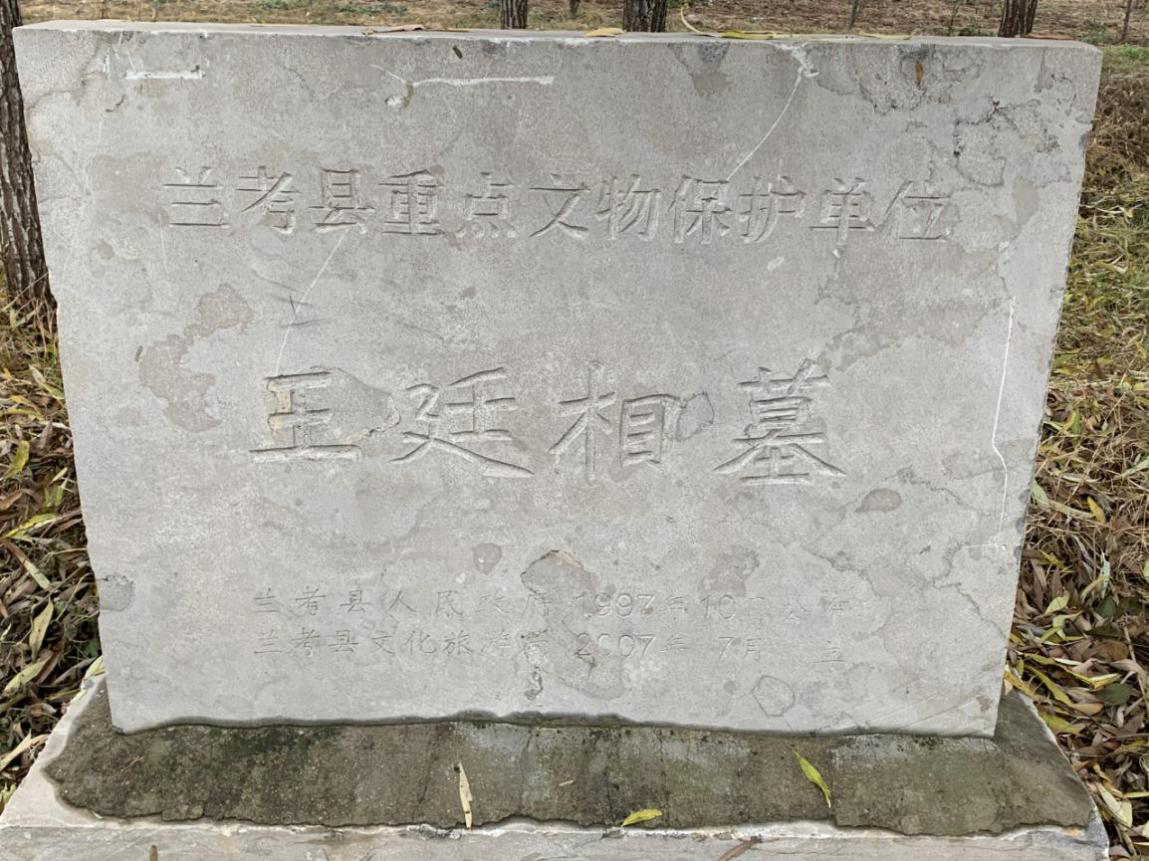 兰考县重点文物保护单位
王廷相墓
兰考县人民政府 1997年10月公布
兰考县文化旅游局 2007年 7月 立